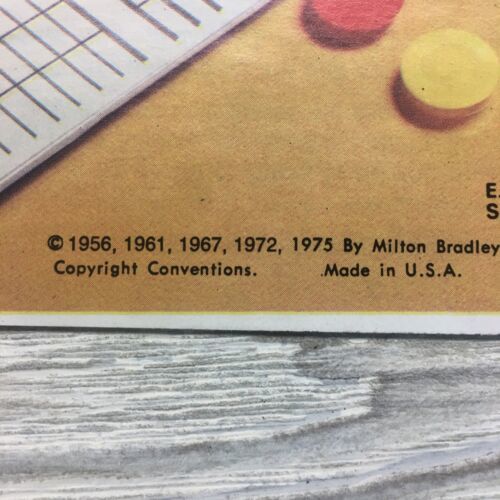 E.
S
© 1956, 1961, 1967, 1972, 1975 By Milton Bradley
Copyright Conventions. Made in U.S.A.